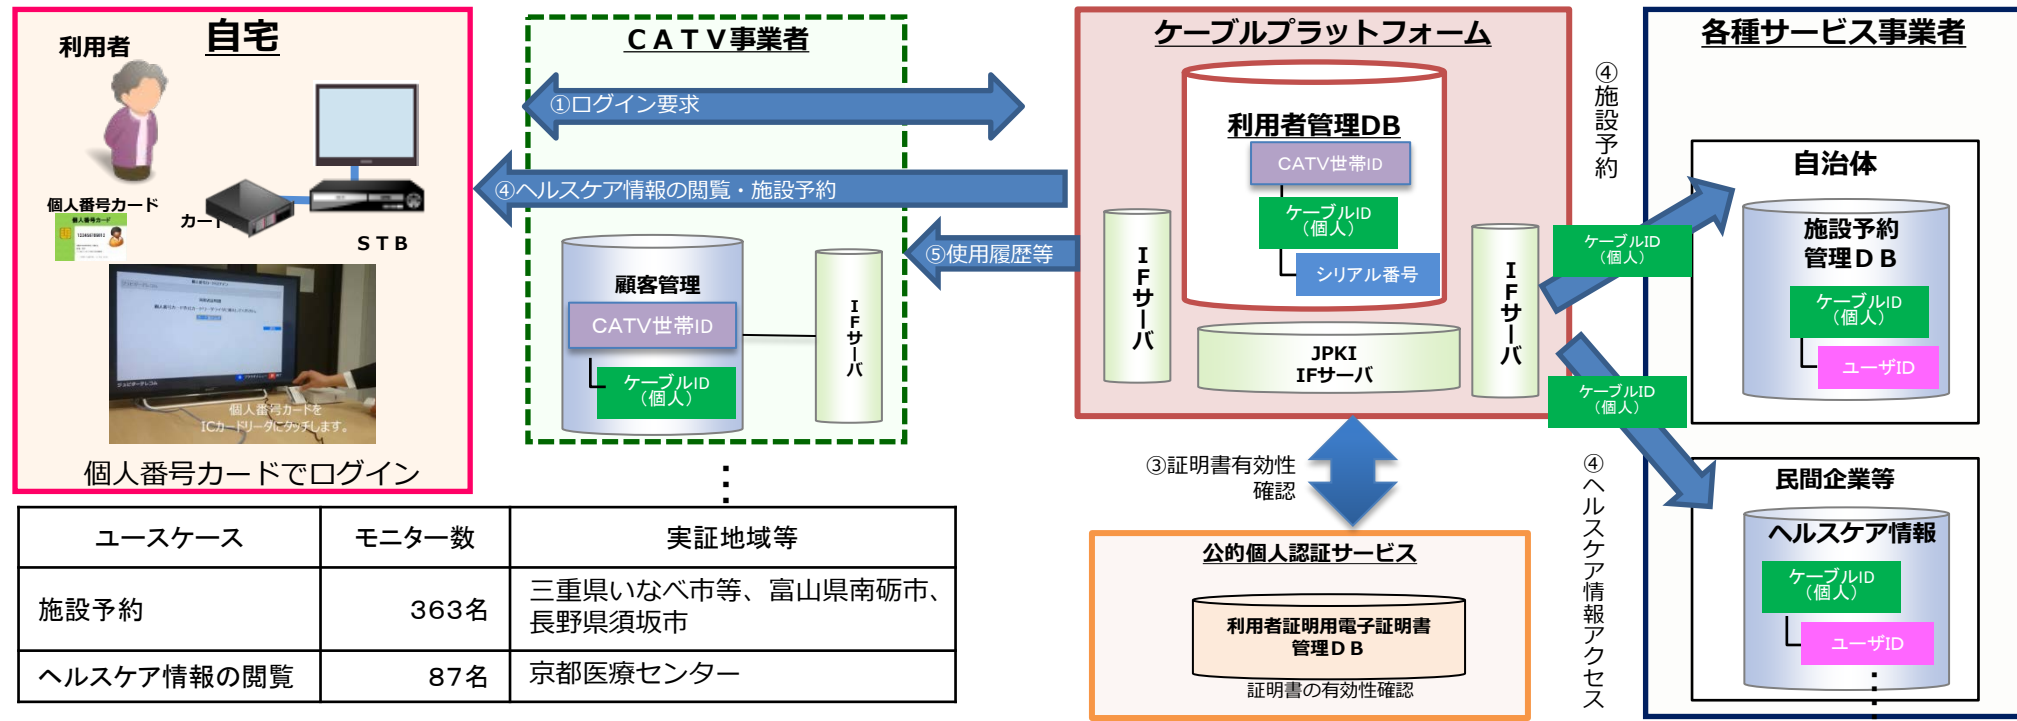 自宅
利用者
個人番号カード
個人番号カード
カード
ＳＴＢ
個人番号カードを
ICカードリーダにタッチします。
個人番号カードでログイン
ＣＡＴＶ事業者
①ログイン要求
④ヘルスケア情報の閲覧・施設予約
⑤使用履歴等
顧客管理
CATV世帯ID
ケーブルID
（個人）
ＩＦサーバ
ケーブルプラットフォーム
利用者管理DB
CATV世帯ID
ケーブルID
（個人）
シリアル番号
ＩＦサーバ
ＩＦサーバ
JPKI
IFサーバ
③証明書有効性
確認
公的個人認証サービス
利用者証明用電子証明書
管理ＤＢ
証明書の有効性確認
各種サービス事業者
④施設予約
ケーブルID
（個人）
自治体
施設予約
管理ＤＢ
ケーブルID
（個人）
ユーザID
ケーブルID
（個人）
④ヘルスケア情報アクセス
民間企業等
ヘルスケア情報
ケーブルID
（個人）
ユーザID
ユースケース
モニター数
実証地域等
施設予約
363名
三重県いなべ市等、富山県南砺市、
長野県須坂市
ヘルスケア情報の閲覧
87名
京都医療センター